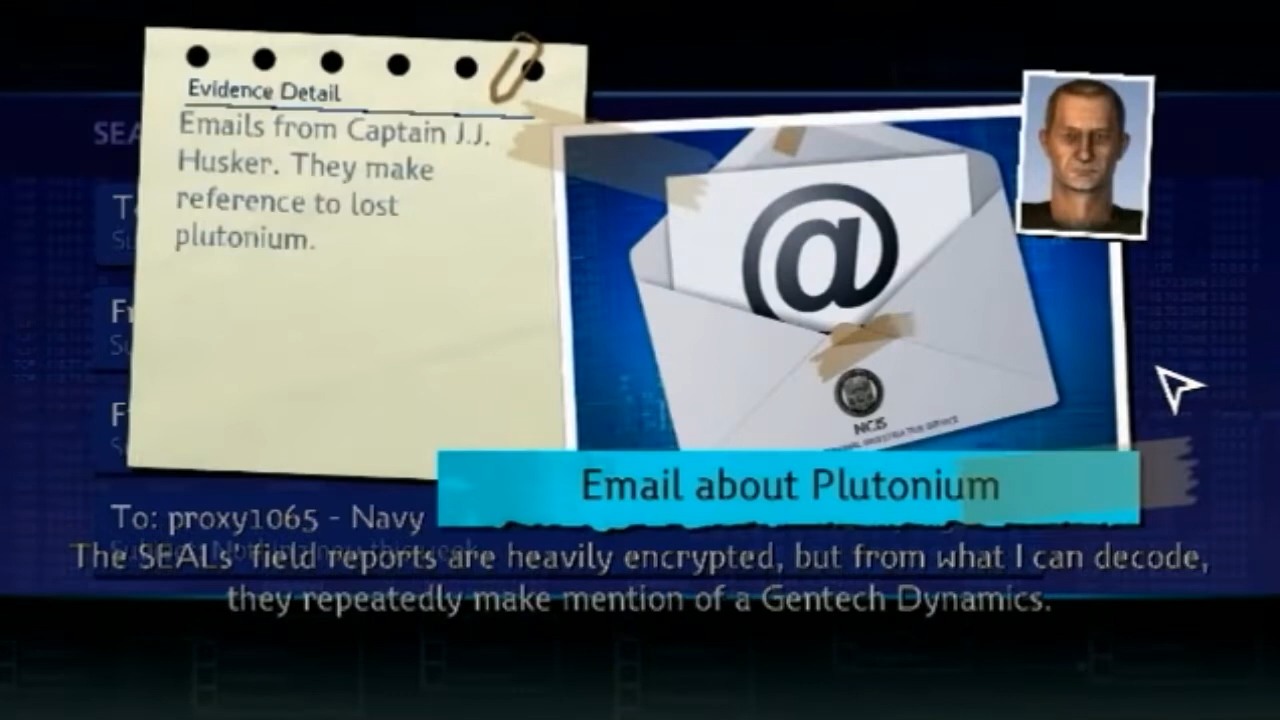 Evidence Detail
Emails from Captain J.J.
Husker. They make
reference to lost
plutonium.
SEA
@
NCIS
Email about Plutonium
To: proxy1065 - Navy
The SEALs' field reports are heavily encrypted, but from what I can decode,
they repeatedly make mention of a Gentech Dynamics.